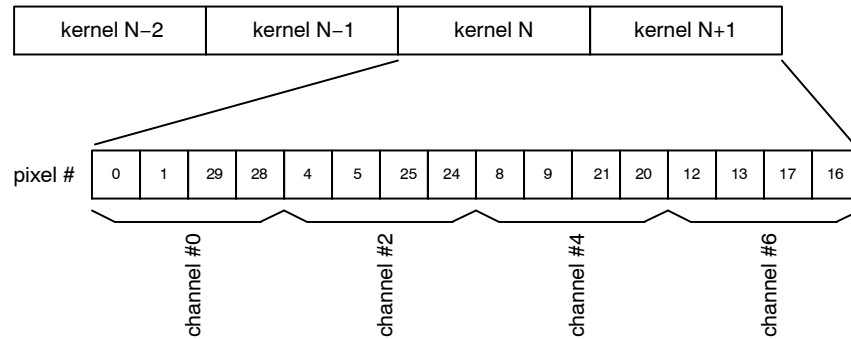 kernel N−2 kernel N−1 kernel N kernel N+1
pixel # 0 1 29 28 4 5 25 24 8 9 21 20 12 13 17 16
channel #0
channel #2
channel #4
channel #6